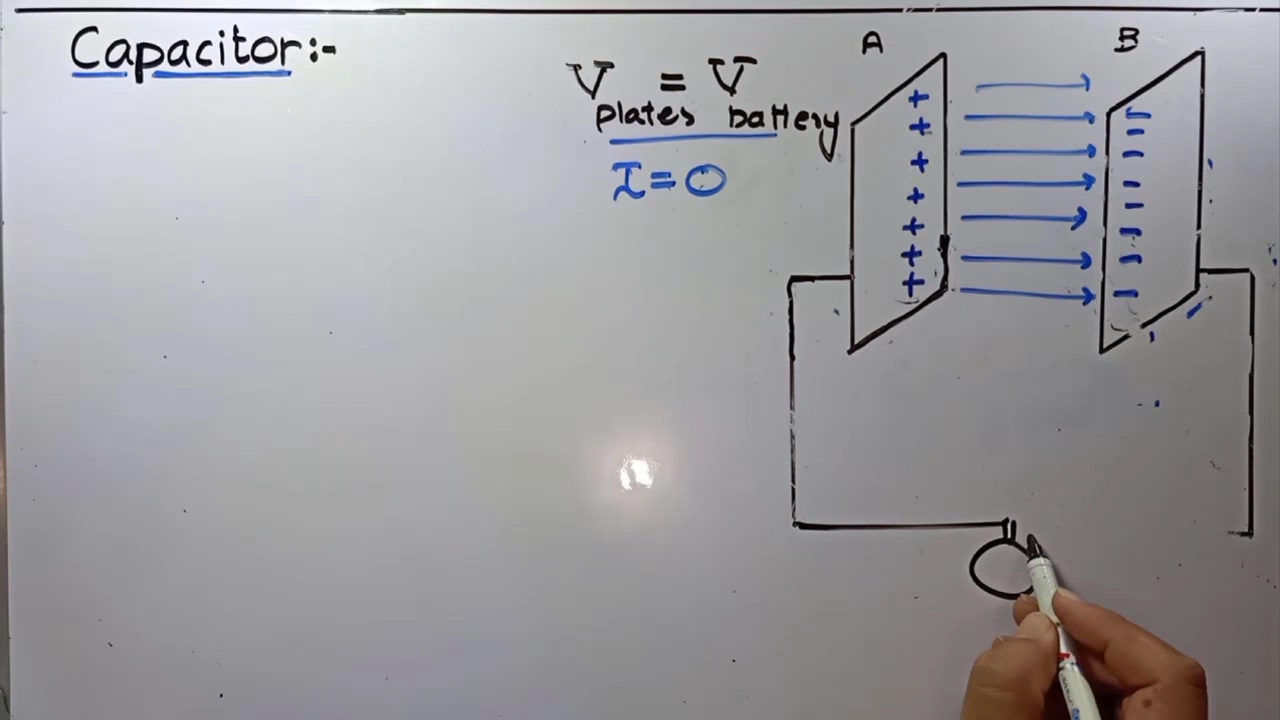 Capacitor:-
A
B
V = V
plates battery
I=0
+ + + + + + +
- - - - - - - -